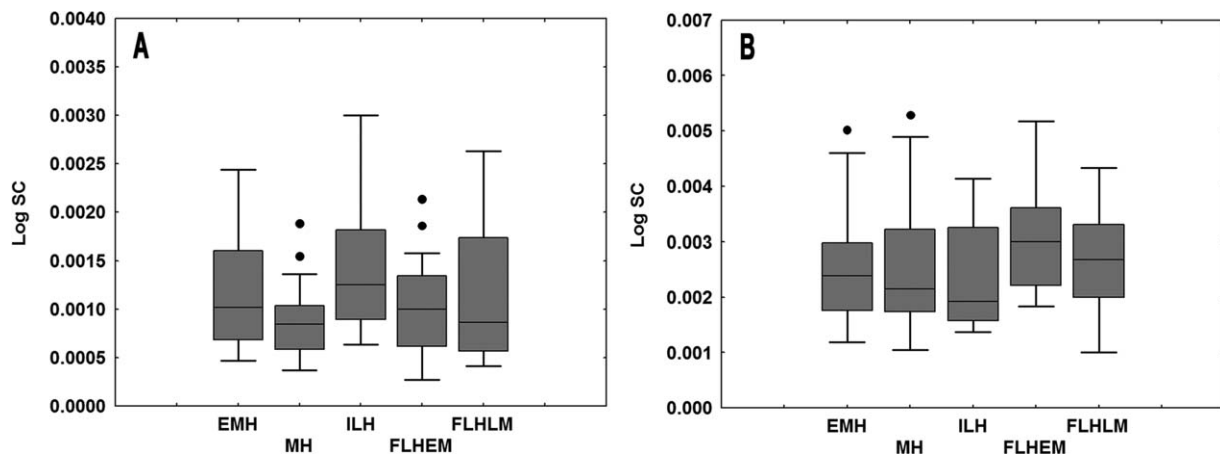 A
0.0040
0.0035
0.0030
0.0025
0.0020
0.0015
0.0010
0.0005
0.0000
Log SC
EMH ILH FLHLM
MH FLHEM
B
0.007
0.006
0.005
0.004
0.003
0.002
0.001
0.000
Log SC
EMH ILH FLHLM
MH FLHEM